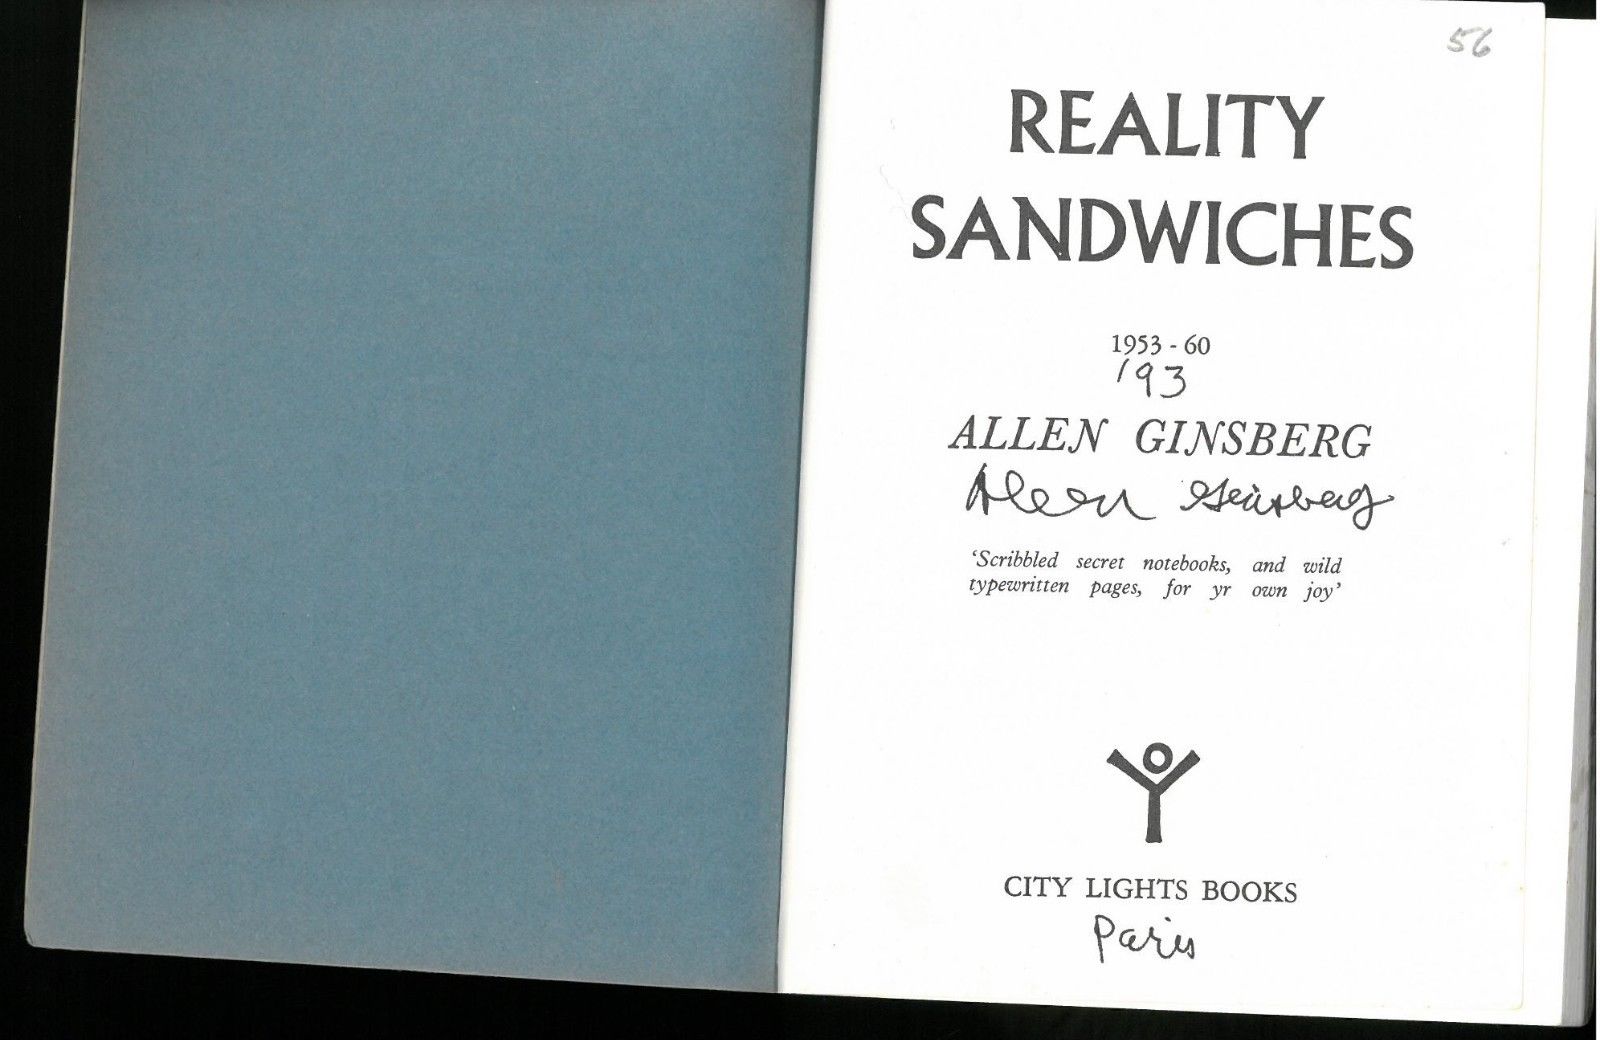 56
REALITY
SANDWICHES
1953 - 60
'93
ALLEN GINSBERG
Allen Ginsberg
'Scribbled secret notebooks, and wild
typewritten pages, for yr own joy'
CITY LIGHTS BOOKS
Paris